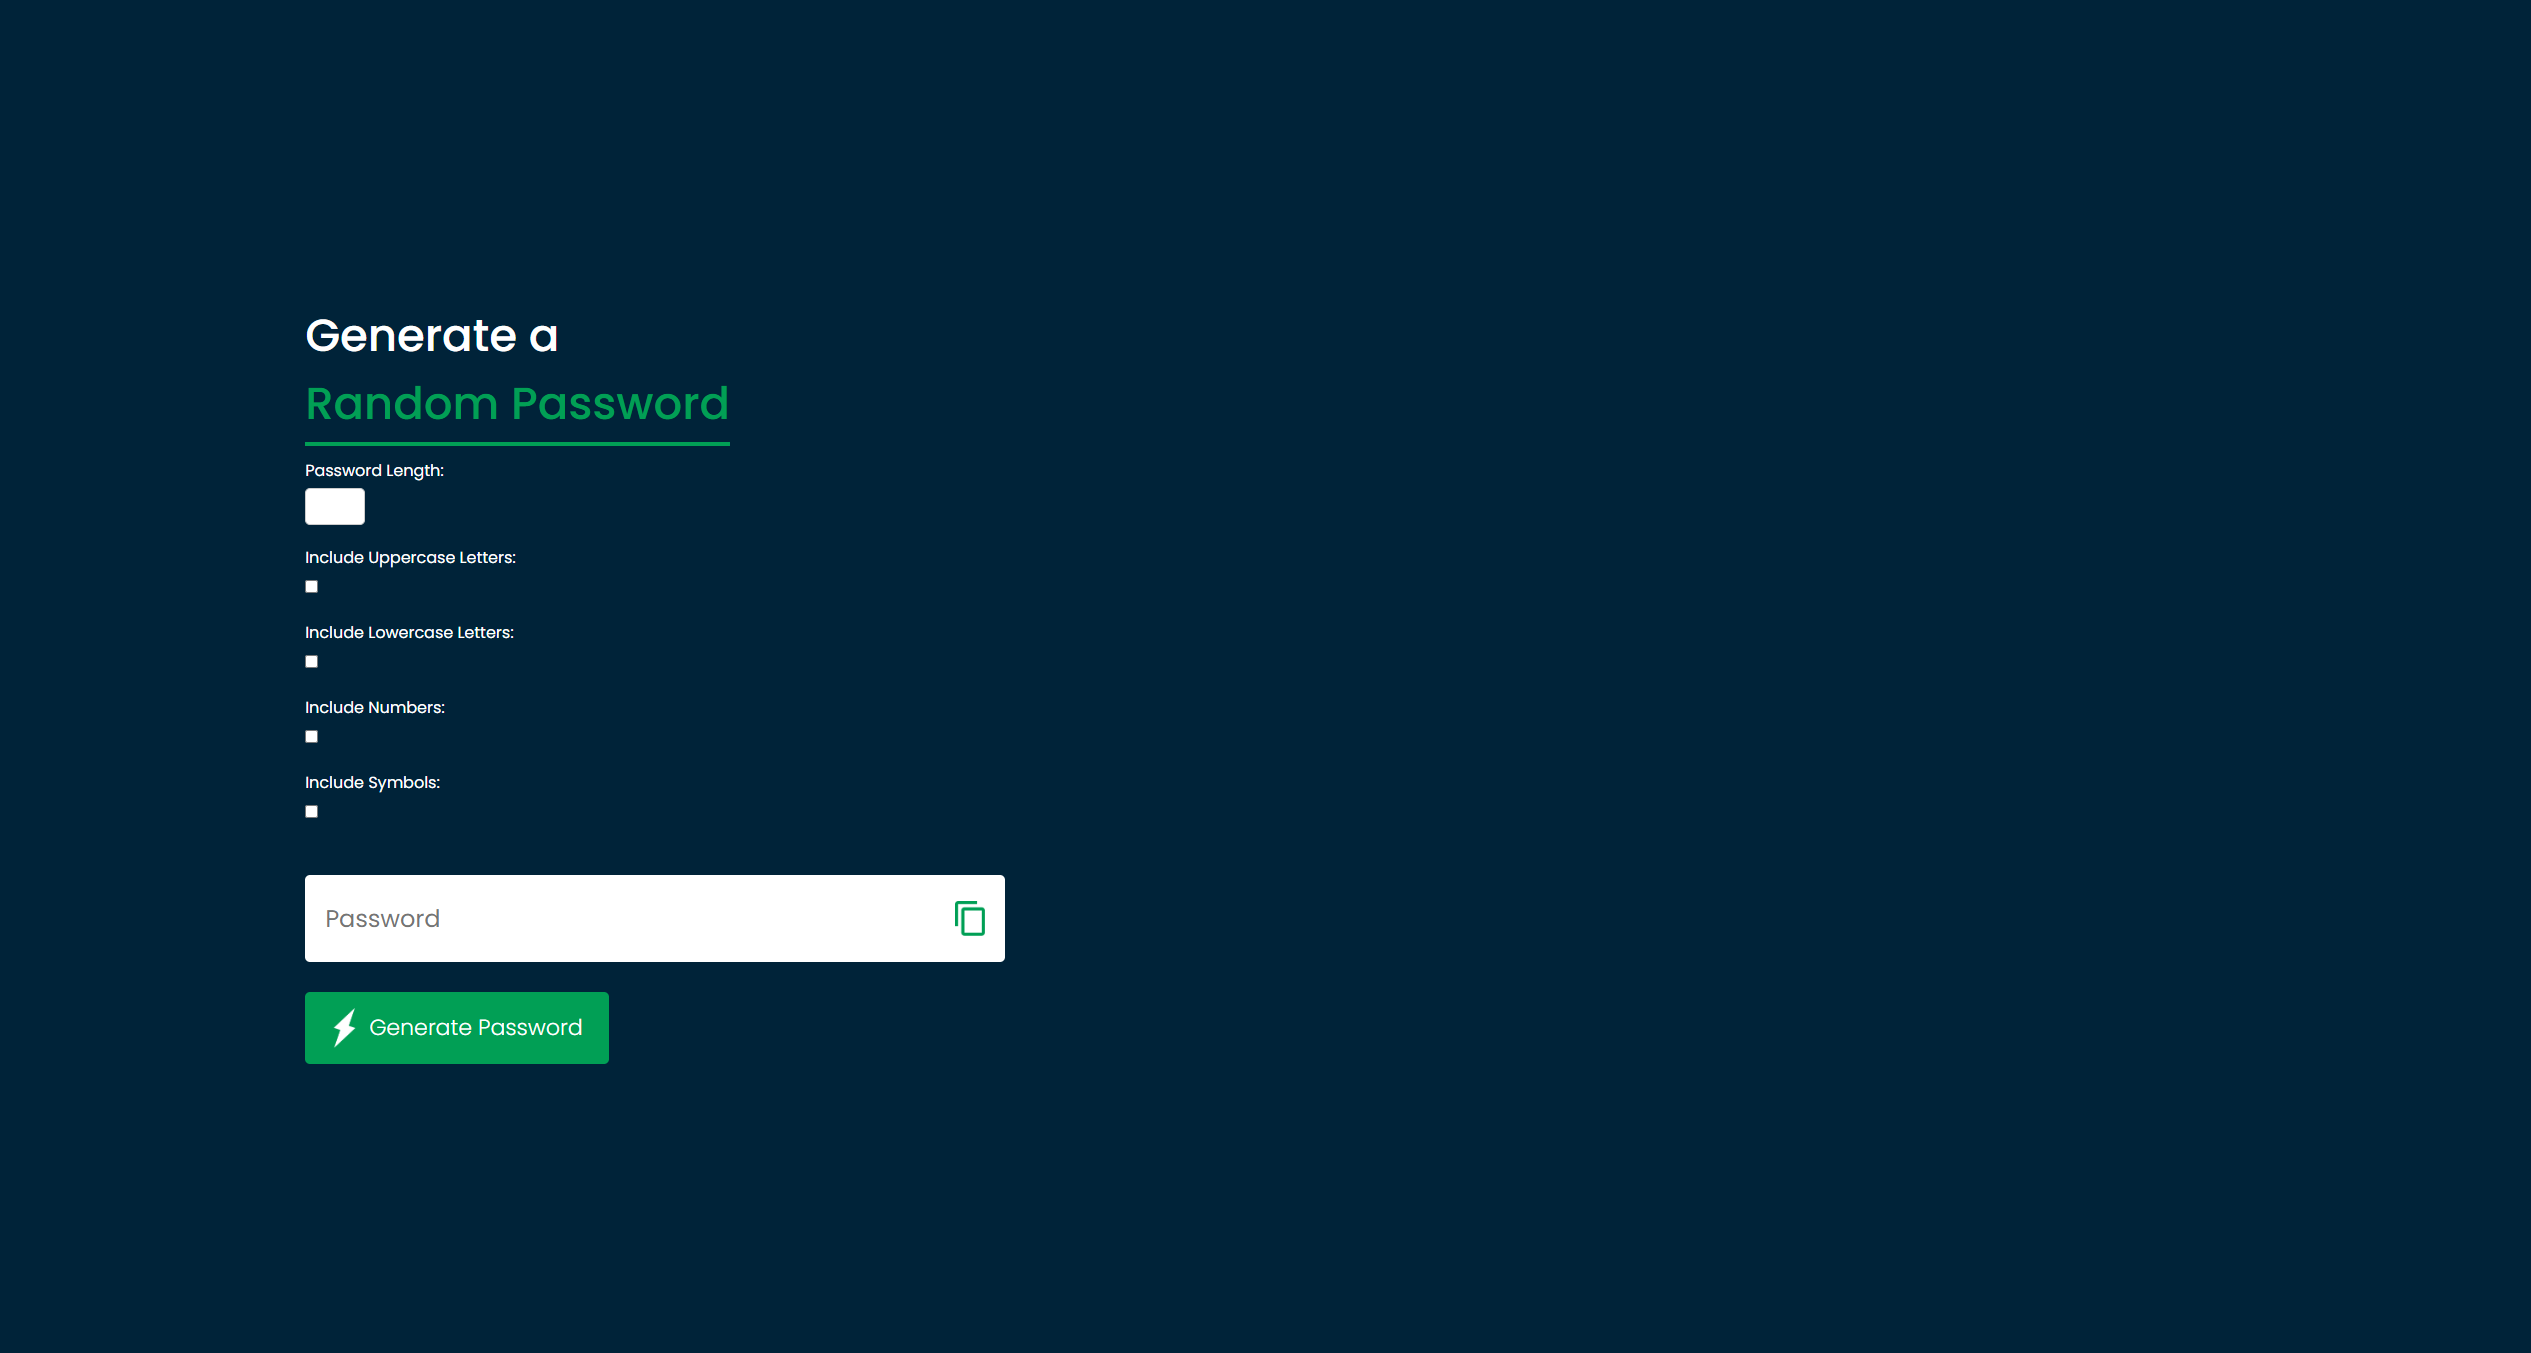 Generate a
Random Password
Password Length:
Include Uppercase Letters:
Include Lowercase Letters:
Include Numbers:
Include Symbols:
Password
Generate Password